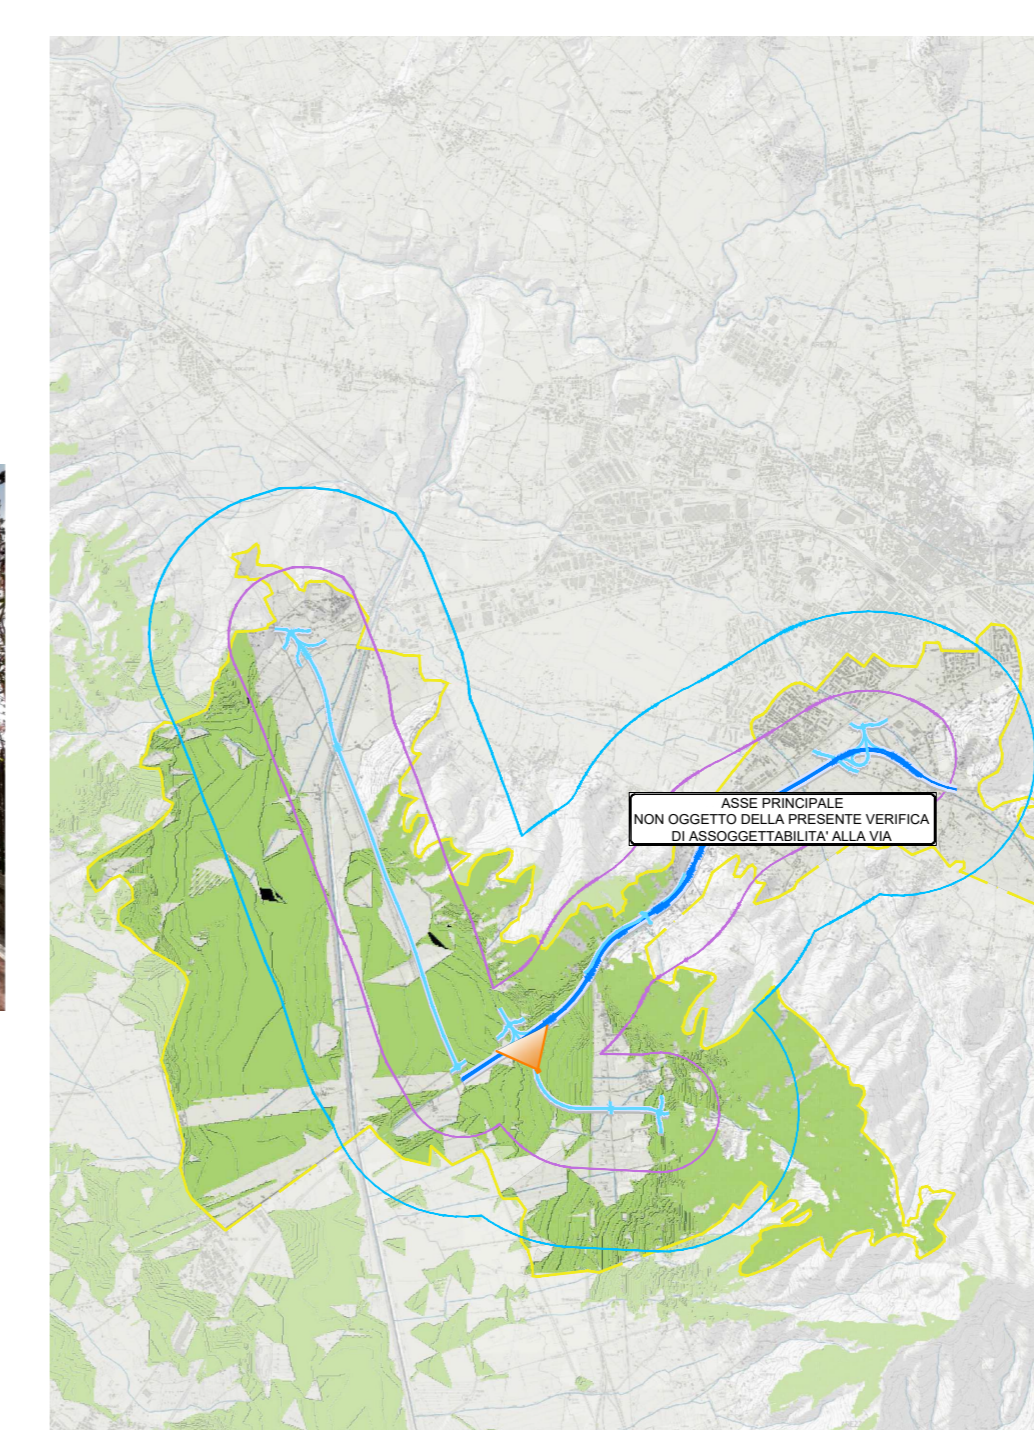 ASSE PRINCIPALE
NON OGGETTO DELLA PRESENTE VERIFICA
DI ASSOGGETTABILITA' ALLA VIA